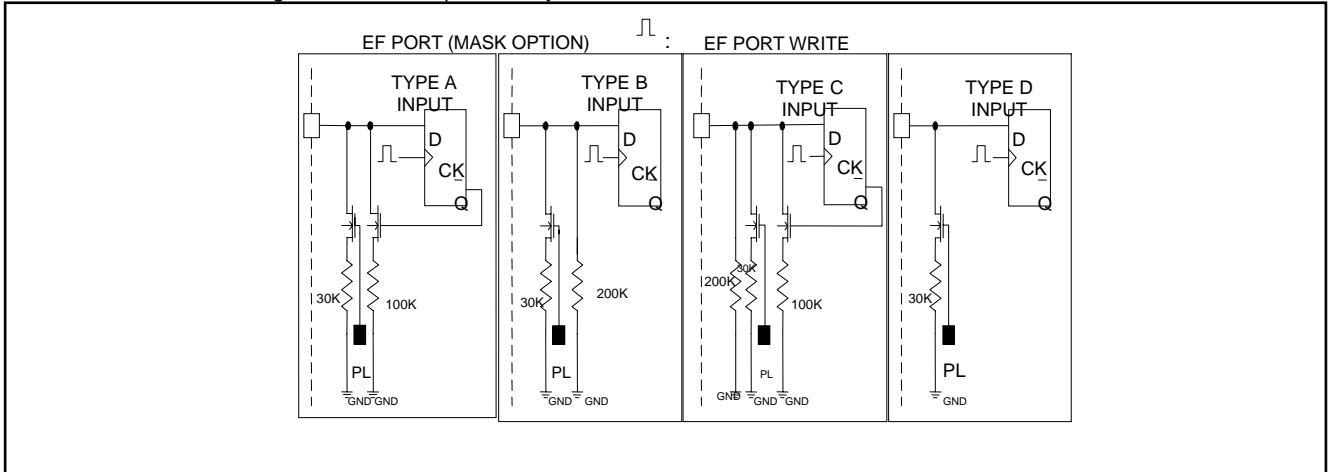 EF PORT (MASK OPTION) : EF PORT WRITE
TYPE A
INPUT
D
CK
Q
30K
100K
PL
GND GND
TYPE B
INPUT
D
CK
Q
30K
200K
PL
GND GND
TYPE C
INPUT
D
CK
Q
200K
30K
100K
PL
GND GND GND
TYPE D
INPUT
D
CK
Q
30K
PL
GND